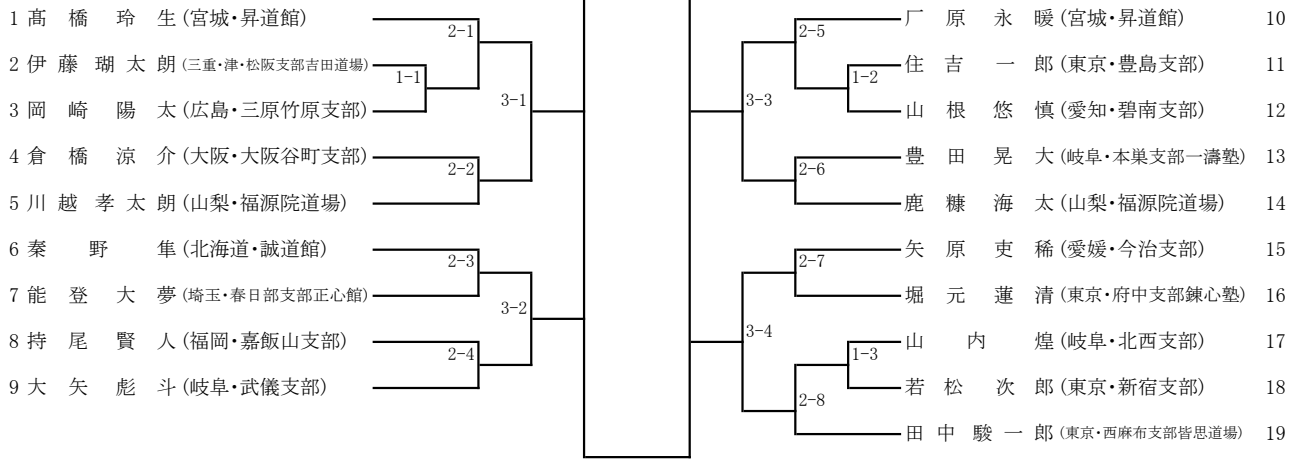 1 髙橋玲生 (宮城・昇道館)
2 伊藤瑚太朗 (三重・津・松阪支部吉田道場)
3 岡崎陽太 (広島・三原竹原支部)
4 倉橋涼介 (大阪・大阪谷町支部)
5 川越孝太朗 (山梨・福源院道場)
6 秦野隼 (北海道・誠道館)
7 能登大夢 (埼玉・春日部支部正心館)
8 持尾賢人 (福岡・嘉飯山支部)
9 大矢彪斗 (岐阜・武儀支部)
2-1
1-1
3-1
2-2
2-3
3-2
2-4
2-5
1-2
3-3
2-6
2-7
3-4
1-3
2-8
厂原永暖 (宮城・昇道館) 10
住吉一郎 (東京・豊島支部) 11
山根悠慎 (愛知・碧南支部) 12
豊田晃大 (岐阜・本巣支部一濤塾) 13
鹿糠海太 (山梨・福源院道場) 14
矢原吏稀 (愛媛・今治支部) 15
堀元蓮清 (東京・府中支部錬心塾) 16
山内煌 (岐阜・北西支部) 17
若松次郎 (東京・新宿支部) 18
田中駿一郎 (東京・西麻布支部皆思道場) 19